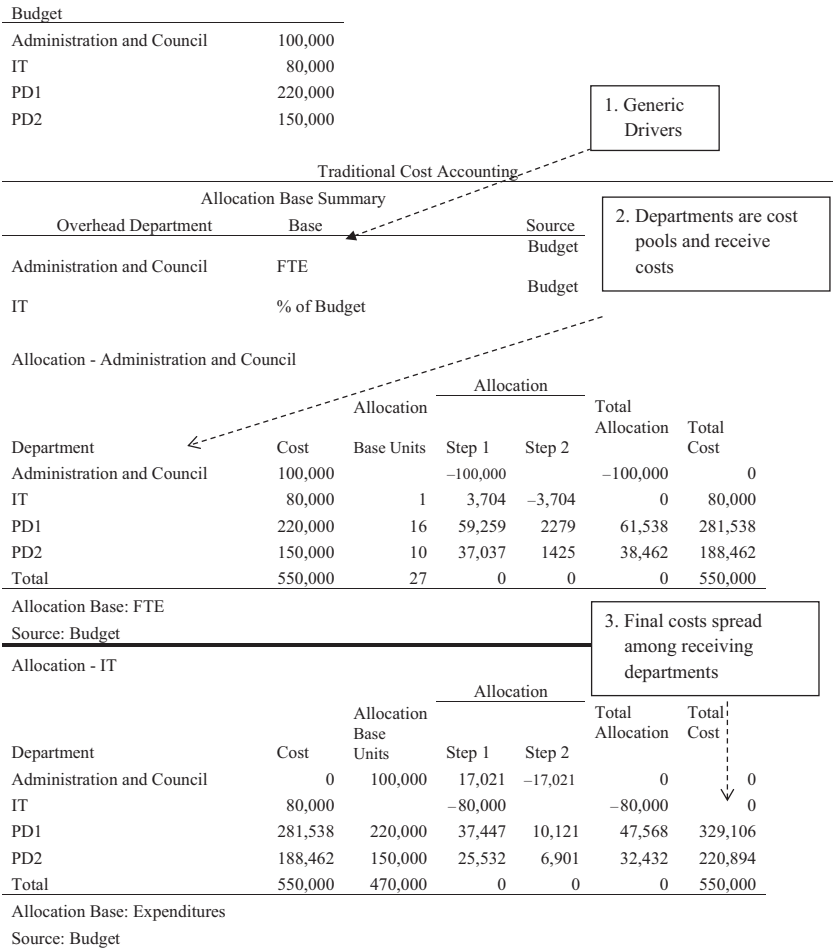 Budget
Administration and Council 100,000
IT 80,000
PD1 220,000
PD2 150,000
1. Generic
Drivers
Traditional Cost Accounting
Allocation Base Summary
Overhead Department Base Source
Budget
Administration and Council FTE
Budget
IT % of Budget
2. Departments are cost
pools and receive
costs
Allocation - Administration and Council
Allocation
Allocation Total
Allocation Total
Department Cost Base Units Step 1 Step 2 Cost
Administration and Council 100,000 –100,000 –100,000 0
IT 80,000 1 3,704 –3,704 0 80,000
PD1 220,000 16 59,259 2279 61,538 281,538
PD2 150,000 10 37,037 1425 38,462 188,462
Total 550,000 27 0 0 0 550,000
Allocation Base: FTE
Source: Budget
3. Final costs spread
among receiving
departments
Allocation - IT
Allocation
Allocation Total Total
Base Allocation Cost
Department Cost Units Step 1 Step 2
Administration and Council 0 100,000 17,021 –17,021 0 0
IT 80,000 –80,000 –80,000 0
PD1 281,538 220,000 37,447 10,121 47,568 329,106
PD2 188,462 150,000 25,532 6,901 32,432 220,894
Total 550,000 470,000 0 0 0 550,000
Allocation Base: Expenditures
Source: Budget